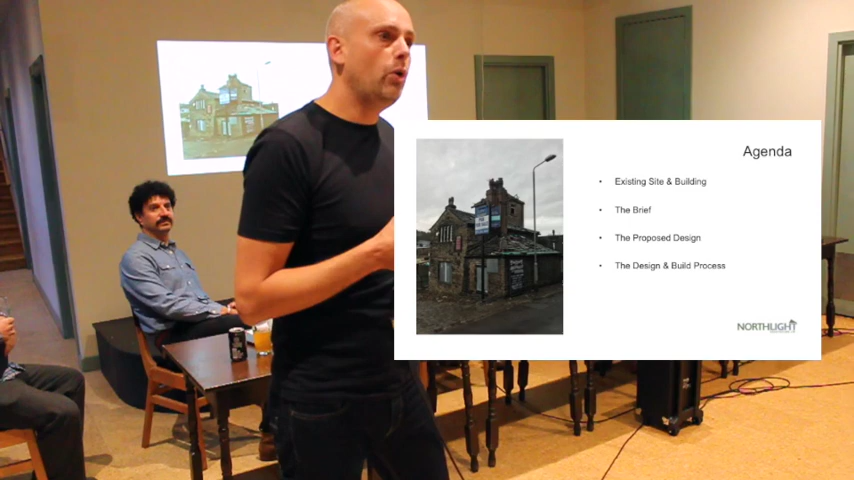 Agenda
• Existing Site & Building
• The Brief
• The Proposed Design
• The Design & Build Process
NORTHLIGHT